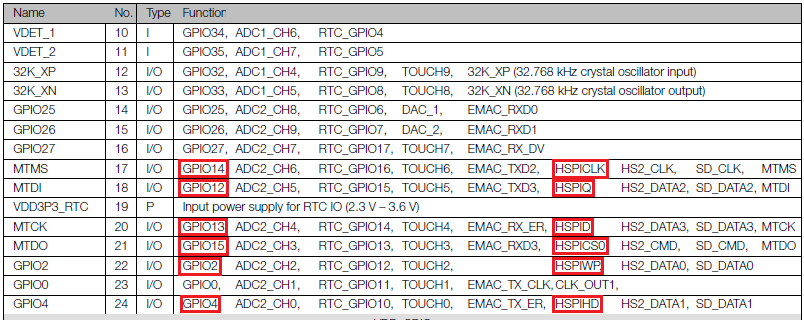 Name No. Type Function
VDET_1 10 I GPIO34, ADC1_CH6, RTC_GPIO4
VDET_2 11 I GPIO35, ADC1_CH7, RTC_GPIO5
32K_XP 12 I/O GPIO32, ADC1_CH4, RTC_GPIO9, TOUCH9, 32K_XP (32.768 kHz crystal oscillator input)
32K_XN 13 I/O GPIO33, ADC1_CH5, RTC_GPIO8, TOUCH8, 32K_XN (32.768 kHz crystal oscillator output)
GPIO25 14 I/O GPIO25, ADC2_CH8, RTC_GPIO6, DAC_1, EMAC_RXD0
GPIO26 15 I/O GPIO26, ADC2_CH9, RTC_GPIO7, DAC_2, EMAC_RXD1
GPIO27 16 I/O GPIO27, ADC2_CH7, RTC_GPIO17, TOUCH7, EMAC_RX_DV
MTMS 17 I/O GPIO14, ADC2_CH6, RTC_GPIO16, TOUCH6, EMAC_TXD2, HSPICLK, HS2_CLK, SD_CLK, MTMS
MTDI 18 I/O GPIO12, ADC2_CH5, RTC_GPIO15, TOUCH5, EMAC_TXD3, HSPIQ, HS2_DATA2, SD_DATA2, MTDI
VDD3P3_RTC 19 P Input power supply for RTC IO (2.3 V – 3.6 V)
MTCK 20 I/O GPIO13, ADC2_CH4, RTC_GPIO14, TOUCH4, EMAC_RX_ER, HSPID, HS2_DATA3, SD_DATA3, MTCK
MTDO 21 I/O GPIO15, ADC2_CH3, RTC_GPIO13, TOUCH3, EMAC_RXD3, HSPICS0, HS2_CMD, SD_CMD, MTDO
GPIO2 22 I/O GPIO2, ADC2_CH2, RTC_GPIO12, TOUCH2, HSPIWP, HS2_DATA0, SD_DATA0
GPIO0 23 I/O GPIO0, ADC2_CH1, RTC_GPIO11, TOUCH1, EMAC_TX_CLK, CLK_OUT1,
GPIO4 24 I/O GPIO4, ADC2_CH0, RTC_GPIO10, TOUCH0, EMAC_TX_ER, HSPIHD, HS2_DATA1, SD_DATA1